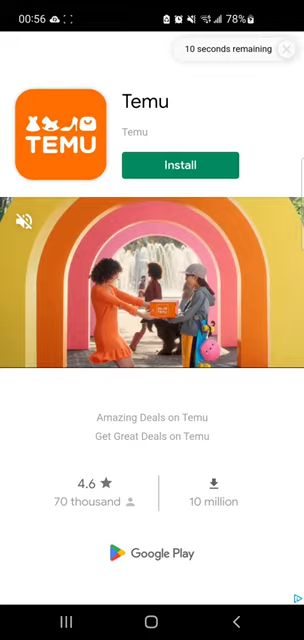 00:56 78%
10 seconds remaining
Temu
TEMU
Temu
Install
Amazing Deals on Temu
Get Great Deals on Temu
4.6
70 thousand
10 million
Google Play